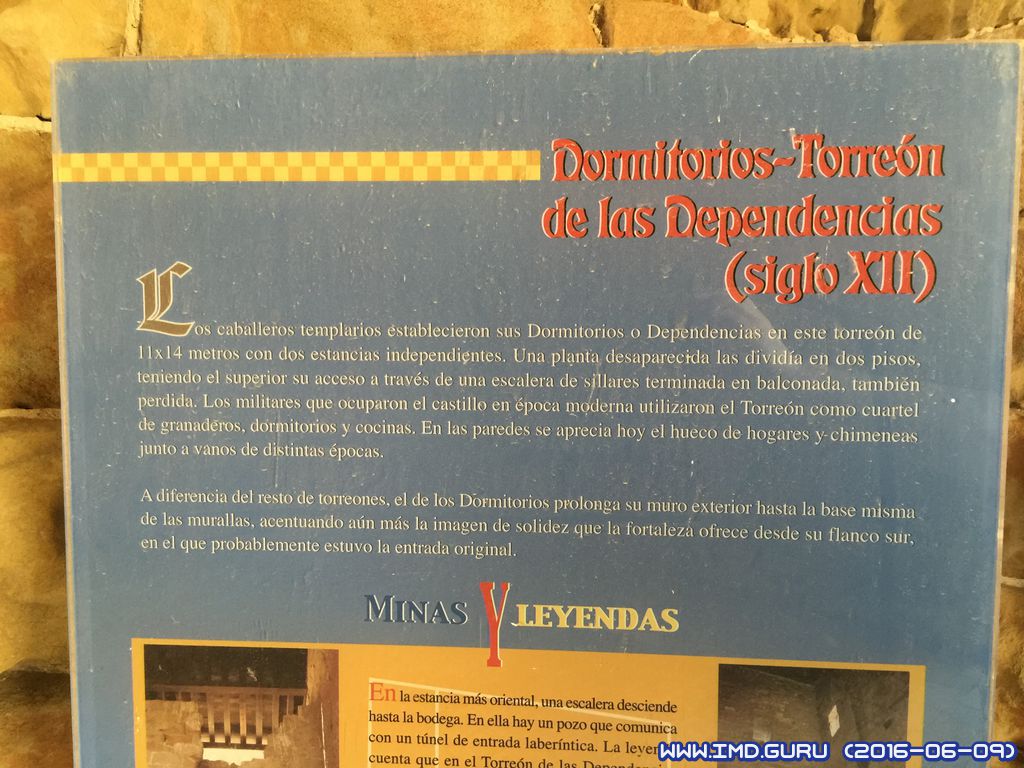 Dormitorios-Torreón
de las Dependencias
(siglo XII)
Los caballeros templarios establecieron sus Dormitorios o Dependencias en este torreón de
11x14 metros con dos estancias independientes. Una planta desaparecida las dividía en dos pisos,
teniendo el superior su acceso a través de una escalera de sillares terminada en balconada, también
perdida. Los militares que ocuparon el castillo en época moderna utilizaron el Torreón como cuartel
de granaderos, dormitorios y cocinas. En las paredes se aprecia hoy el hueco de hogares y chimeneas
junto a vanos de distintas épocas.
A diferencia del resto de torreones, el de los Dormitorios prolonga su muro exterior hasta la base misma
de las murallas, acentuando aún más la imagen de solidez que la fortaleza ofrece desde su flanco sur,
en el que probablemente estuvo la entrada original.
MINAS Y LEYENDAS
En la estancia más oriental, una escalera desciende
hasta la bodega. En ella hay un pozo que comunica
con un túnel de entrada laberíntica. La
cuenta que en el Torreón de las
WWW.IMD.GURU (2016-06-09)